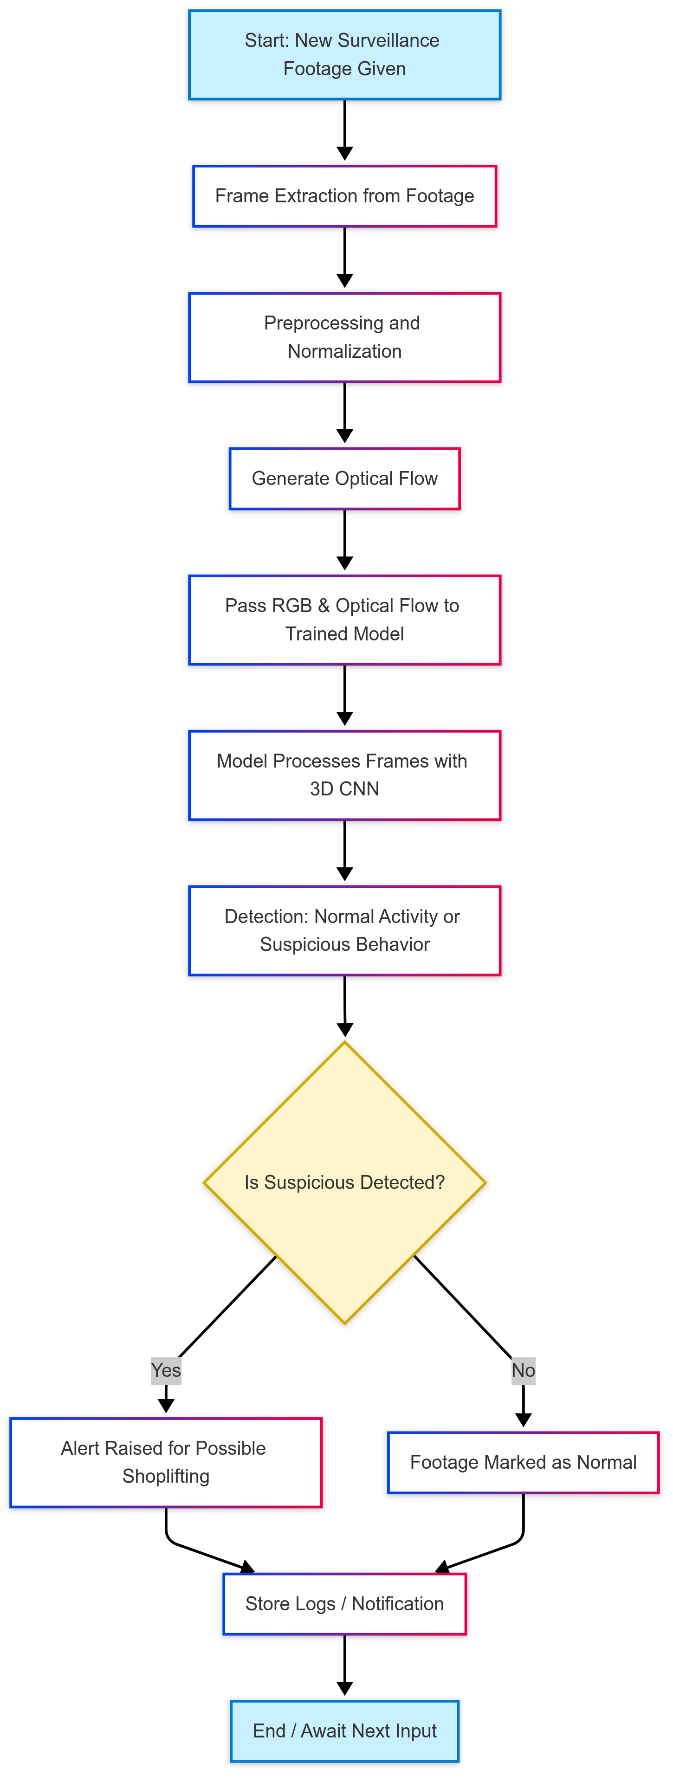 Start: New Surveillance
Footage Given
Frame Extraction from Footage
Preprocessing and
Normalization
Generate Optical Flow
Pass RGB & Optical Flow to
Trained Model
Model Processes Frames with
3D CNN
Detection: Normal Activity or
Suspicious Behavior
Is Suspicious Detected?
Yes
No
Alert Raised for Possible
Shoplifting
Footage Marked as Normal
Store Logs / Notification
End / Await Next Input